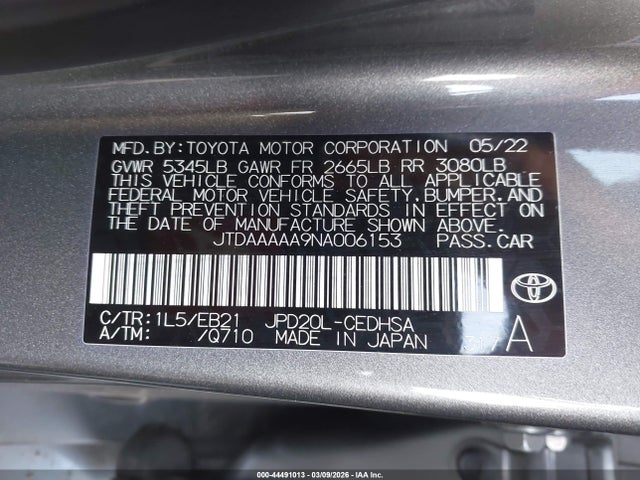 MFD.BY:TOYOTA MOTOR CORPORATION 05/22
GVWR 5345LB GAWR FR 2665LB RR 3080LB
THIS VEHICLE CONFORMS TO ALL APPLICABLE
FEDERAL MOTOR VEHICLE SAFETY,BUMPER,AND
THEFT PREVENTION STANDARDS IN EFFECT ON
THE DATE OF MANUFACTURE SHOWN ABOVE.
JTDAAAAA9NA006153 PASS.CAR
C/TR:1L5/EB21 JPD20L-CEDHSA
A/TM: /Q710 MADE IN JAPAN 317 A
000-44491013 - 03/09/2026 - IAA Inc.